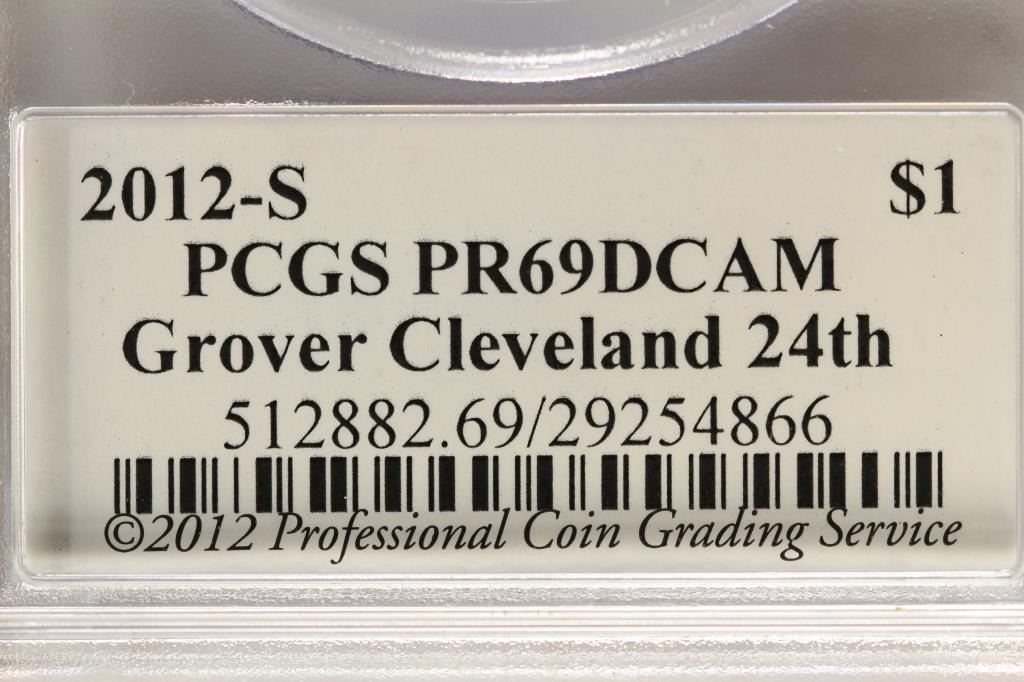 2012-S $1
PCGS PR69DCAM
Grover Cleveland 24th
512882.69/29254866
©2012 Professional Coin Grading Service